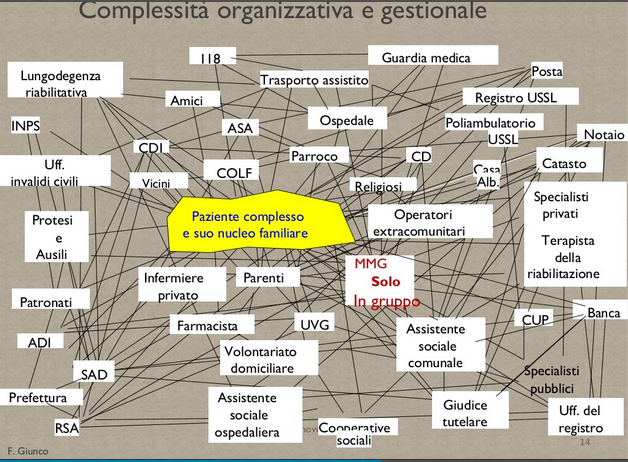 Complessità organizzativa e gestionale
118
Guardia medica
Lungodegenza
riabilitativa
Trasporto assistito
Posta
Amici
Registro USSL
INPS
ASA
Ospedale
Poliambulatorio
USSL
Notaio
CDI
Parroco
CD
Catasto
Uff.
invalidi civili
Vicini
COLF
Religiosi
Casa
Alb.
Specialisti
privati
Terapista
della
riabilitazione
Paziente complesso
e suo nucleo familiare
Operatori
extracomunitari
Protesi
e
Ausili
MMG
Solo
In gruppo
Infermiere
privato
Parenti
Patronati
Farmacista
UVG
CUP
Banca
ADI
Assistente
sociale
comunale
Volontariato
domiciliare
SAD
Specialisti
pubblici
Prefettura
Assistente
sociale
ospedaliera
Giudice
tutelare
Uff. del
registro
RSA
Cooperative
sociali
14
F. Giunco